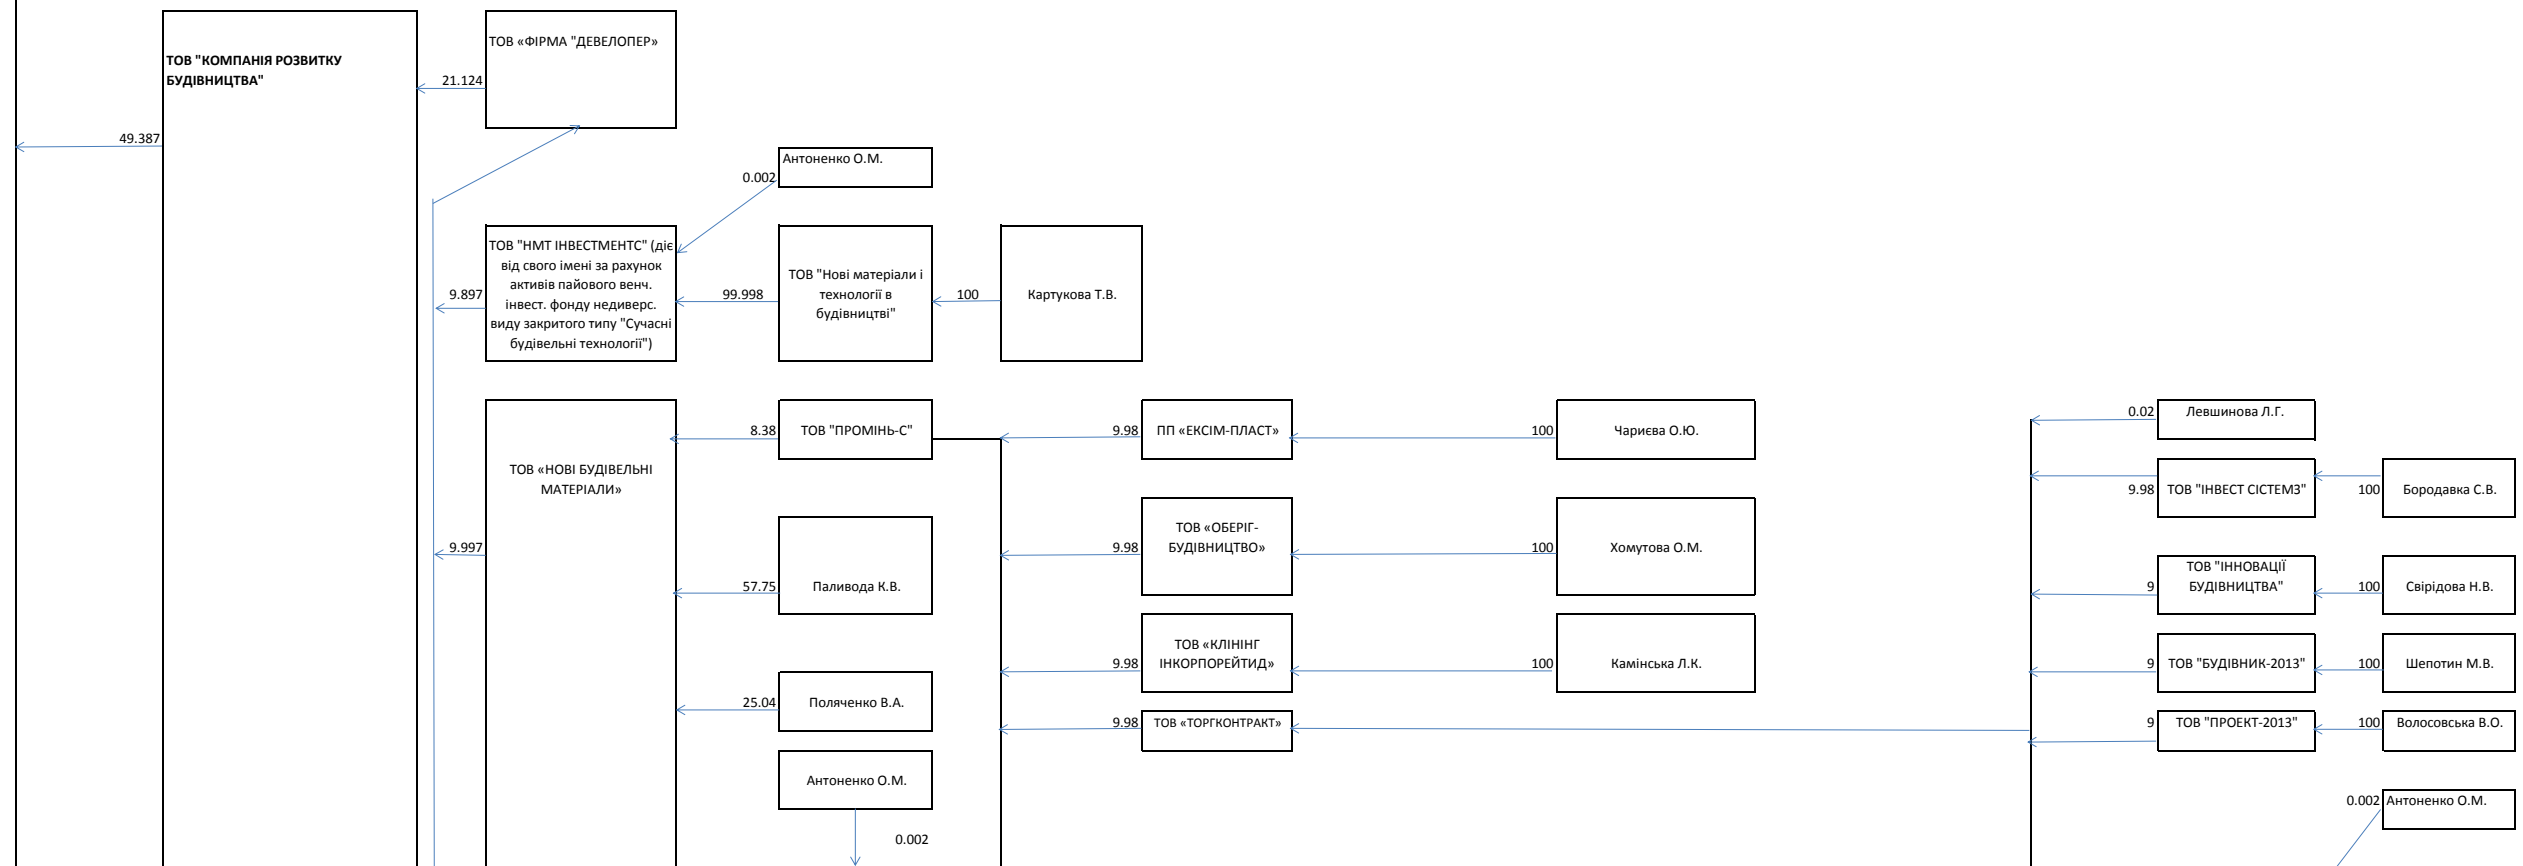 ТОВ "КОМПАНІЯ РОЗВИТКУ
БУДІВНИЦТВА"
49.387
21.124
ТОВ «ФІРМА "ДЕВЕЛОПЕР»
Антоненко О.М.
0.002
9.897
ТОВ "НМТ ІНВЕСТМЕНТС" (діє
від свого імені за рахунок
активів пайового венч.
інвест. фонду недиверс.
виду закритого типу "Сучасні
будівельні технології")
99.998
ТОВ "Нові матеріали і
технології в
будівництві"
100
Картукова Т.В.
9.997
ТОВ «НОВІ БУДІВЕЛЬНІ
МАТЕРІАЛИ»
8.38
ТОВ "ПРОМІНЬ-С"
9.98
ПП «ЕКСІМ-ПЛАСТ»
100
Чариєва О.Ю.
0.02
Левшинова Л.Г.
9.98
ТОВ "ІНВЕСТ СІСТЕМЗ"
100
Бородавка С.В.
57.75
Паливода К.В.
9.98
ТОВ «ОБЕРІГ-
БУДІВНИЦТВО»
100
Хомутова О.М.
9
ТОВ "ІННОВАЦІЇ
БУДІВНИЦТВА"
100
Свірідова Н.В.
25.04
Поляченко В.А.
9.98
ТОВ «КЛІНІНГ
ІНКОРПОРЕЙТИД»
100
Камінська Л.К.
9
ТОВ "БУДІВНИК-2013"
100
Шепотин М.В.
9.98
ТОВ «ТОРГКОНТРАКТ»
9
ТОВ "ПРОЕКТ-2013"
100
Волосовська В.О.
Антоненко О.М.
0.002
0.002
Антоненко О.М.